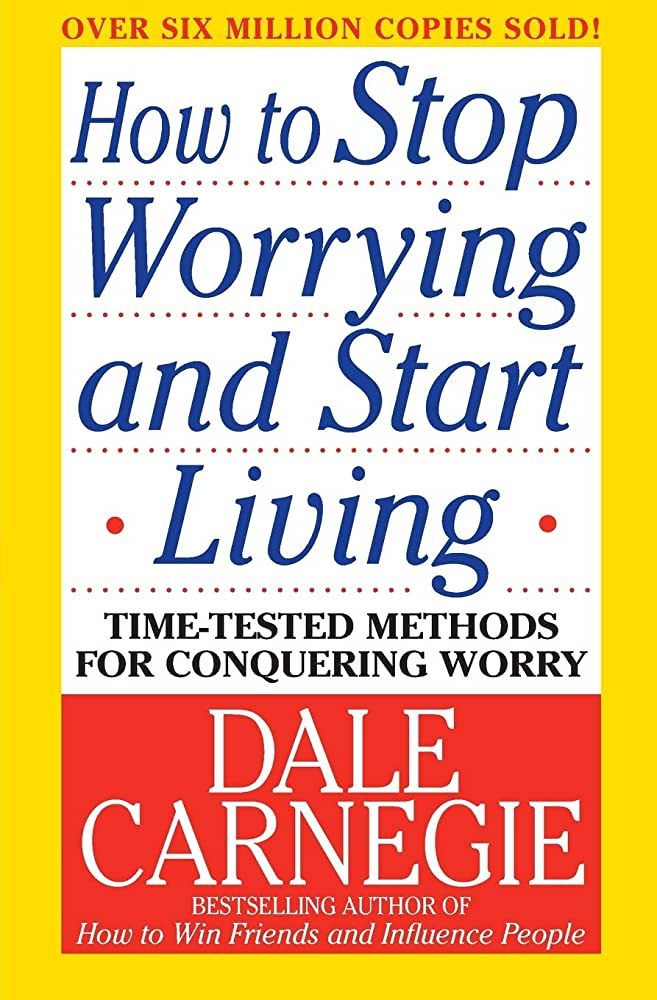 OVER SIX MILLION COPIES SOLD!
How to Stop
Worrying
and Start
Living
TIME-TESTED METHODS
FOR CONQUERING WORRY
DALE
CARNEGIE
BESTSELLING AUTHOR OF
How to Win Friends and Influence People